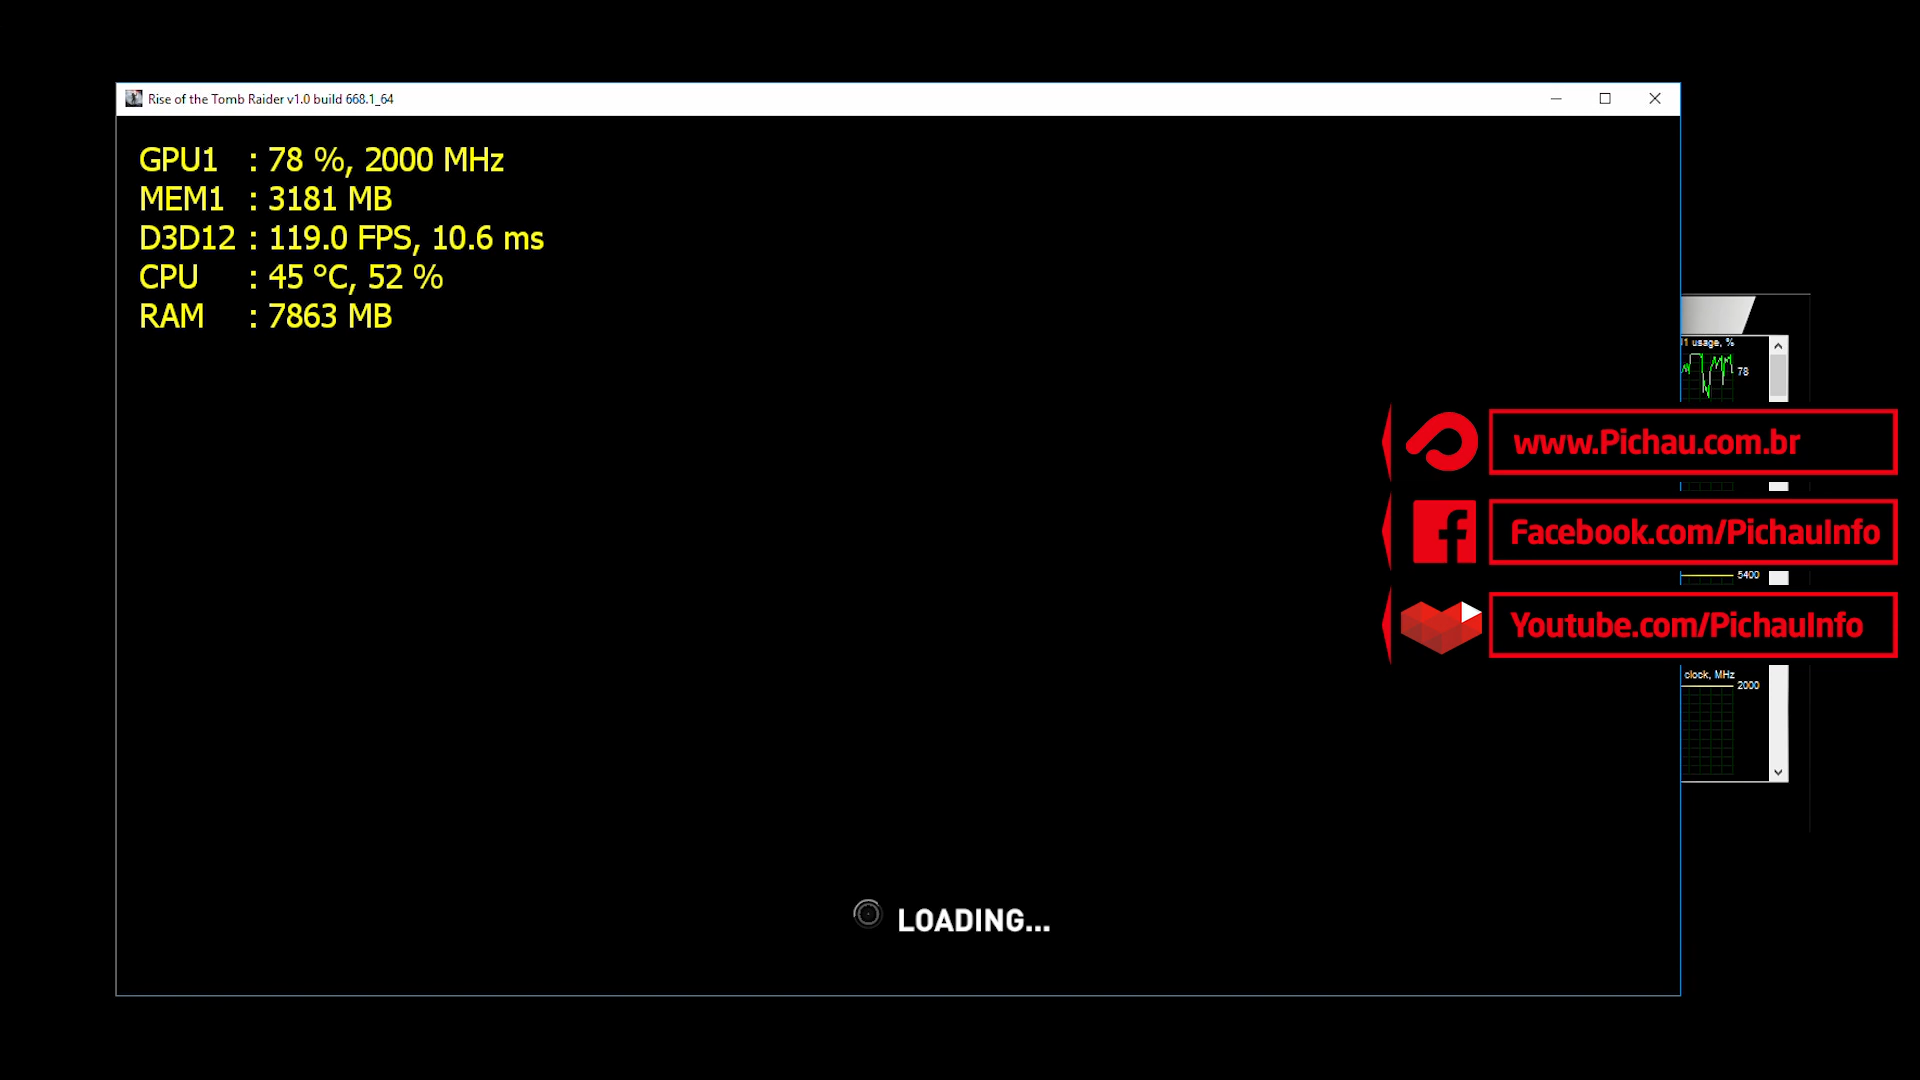 Rise of the Tomb Raider v1.0 build 668.1_64
GPU1 : 78 %, 2000 MHz
MEM1 : 3181 MB
D3D12 : 119.0 FPS, 10.6 ms
CPU : 45 °C, 52 %
RAM : 7863 MB
usage, %
78
www.Pichau.com.br
Facebook.com/PichauInfo
5400
Youtube.com/PichauInfo
clock, MHz
2000
LOADING...